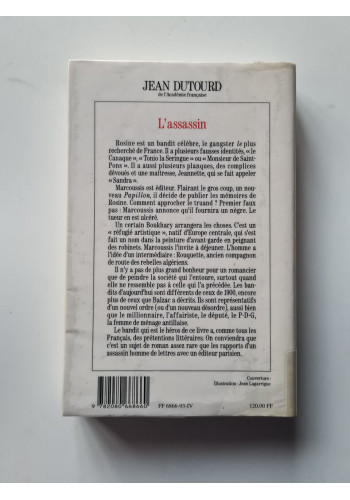 JEAN DUTOURD
de l'Académie française
L'assassin
Rosine est un bandit célèbre, le gangster le
plus recherché de France. Il a plusieurs fausses identités, « le
Canaque », « Tonio la Seringue » ou « Monsieur de Saint-
Pons ». Il a aussi plusieurs planques, des complices
dévoués et une maîtresse, Jeannette, qui se fait appeler
« Sandra ».
Marcoussis est éditeur. Flairant le gros coup, un nou-
veau Papillon, il décide de publier les mémoires de
Rosine. Comment approcher le truand ? Premier faux
pas : Marcoussis annonce qu'il fournira un nègre. Le
tueur en est ulcéré.
Un certain Boukhary arrangera les choses. C'est un
« réfugié artistique », natif d'Europe centrale, qui s'est
fait un nom dans la peinture d'avant-garde en peignant
des robinets. Marcoussis l'invite à déjeuner. L'homme a
l'idée d'un intermédiaire : Rouquette, ancien compagnon
de route des rebelles algériens.
Il n'y a pas de plus grand bonheur pour un romancier
que de peindre la société qui l'entoure, surtout quand
elle ne ressemble pas à celle qui l'a précédée. Les ban-
dits d'aujourd'hui sont différents de ceux de 1900, encore
plus de ceux que Balzac a décrits. Ils sont représentatifs
d'un nouvel ordre (ou d'un nouveau désordre), aussi bien
que le millionnaire, l'affairiste, le député, le P-D-G,
la femme de ménage antillaise.
Le bandit qui est le héros de ce livre a, comme tous les
Français, des prétentions littéraires. On conviendra que
c'est un sujet de roman assez rare que les rapports d'un
assassin homme de lettres avec un éditeur parisien.
Couverture :
Illustration : Jean Lagarrigue
9 782080 668660
FF 6866-93-IV
120,00 FF